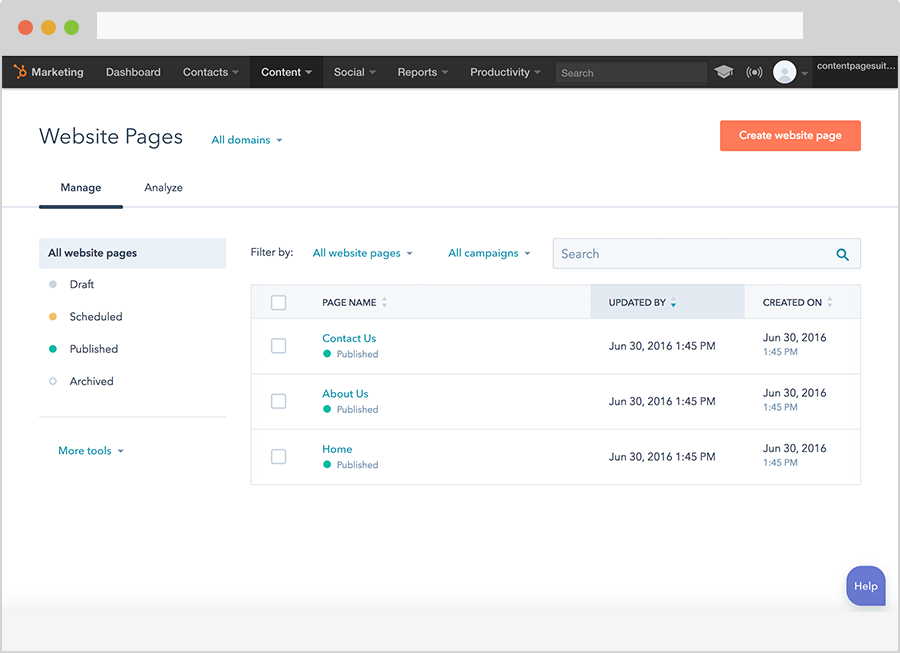 Marketing Dashboard Contacts Content Social Reports Productivity Search contentpagesuit...
Website Pages All domains Create website page
Manage Analyze
All website pages
Draft
Scheduled
Published
Archived
More tools
Filter by: All website pages All campaigns Search
PAGE NAME UPDATED BY CREATED ON
Contact Us
Published
Jun 30, 2016 1:45 PM
Jun 30, 2016
1:45 PM
About Us
Published
Jun 30, 2016 1:45 PM
Jun 30, 2016
1:45 PM
Home
Published
Jun 30, 2016 1:45 PM
Jun 30, 2016
1:45 PM
Help